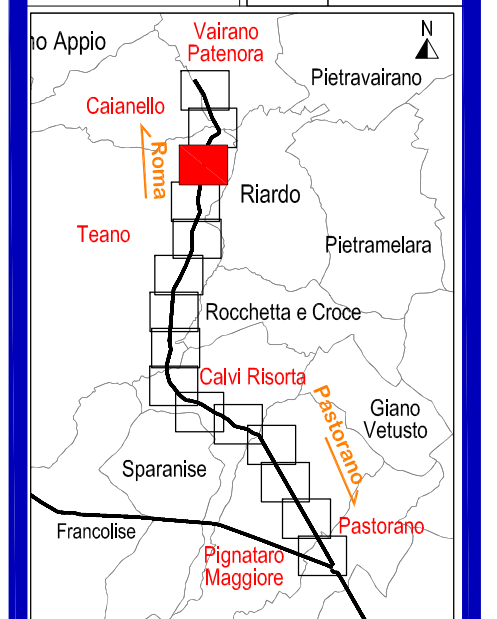 Vairano
Patenora
N
no Appio
Pietravairano
Caianello
Roma
Riardo
Teano
Pietramelara
Rocchetta e Croce
Calvi Risorta
Pastorano
Giano
Vetusto
Sparanise
Francolise
Pastorano
Pignataro
Maggiore